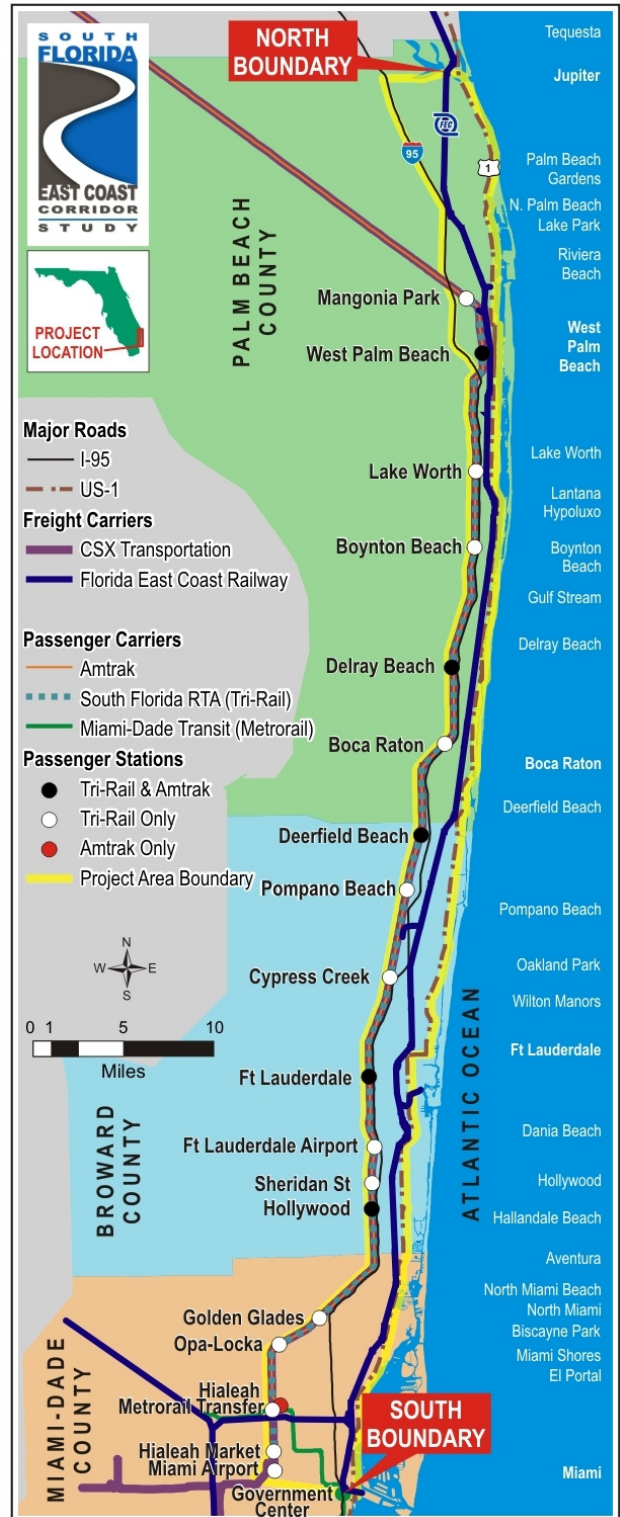 SOUTH
FLORIDA
EAST COAST
CORRIDOR
STUDY
PROJECT
LOCATION
NORTH
BOUNDARY
FEC
95
1
PALM BEACH
COUNTY
Mangonia Park
West Palm Beach
Lake Worth
Boynton Beach
Delray Beach
Boca Raton
Deerfield Beach
Pompano Beach
Cypress Creek
Ft Lauderdale
Ft Lauderdale Airport
Sheridan St
Hollywood
Golden Glades
Opa-Locka
Hialeah
Metrorail Transfer
Hialeah Market
Miami Airport
Government
Center
SOUTH
BOUNDARY
Major Roads
I-95
US-1
Freight Carriers
CSX Transportation
Florida East Coast Railway
Passenger Carriers
Amtrak
South Florida RTA (Tri-Rail)
Miami-Dade Transit (Metrorail)
Passenger Stations
Tri-Rail & Amtrak
Tri-Rail Only
Amtrak Only
Project Area Boundary
N
W E
S
0 1 5 10
Miles
BROWARD
COUNTY
MIAMI-DADE
COUNTY
ATLANTIC OCEAN
Tequesta
Jupiter
Palm Beach
Gardens
N. Palm Beach
Lake Park
Riviera
Beach
West
Palm
Beach
Lake Worth
Lantana
Hypoluxo
Boynton
Beach
Gulf Stream
Delray Beach
Boca Raton
Deerfield Beach
Pompano Beach
Oakland Park
Wilton Manors
Ft Lauderdale
Dania Beach
Hollywood
Hallandale Beach
Aventura
North Miami Beach
North Miami
Biscayne Park
Miami Shores
El Portal
Miami